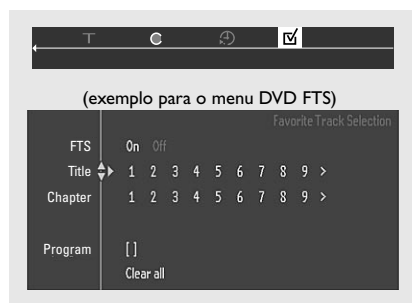 T C
(exemplo para o menu DVD FTS)
Favorite Track Selection
FTS On Off
Title 1 2 3 4 5 6 7 8 9 >
Chapter 1 2 3 4 5 6 7 8 9 >
Program [ ]
Clear all